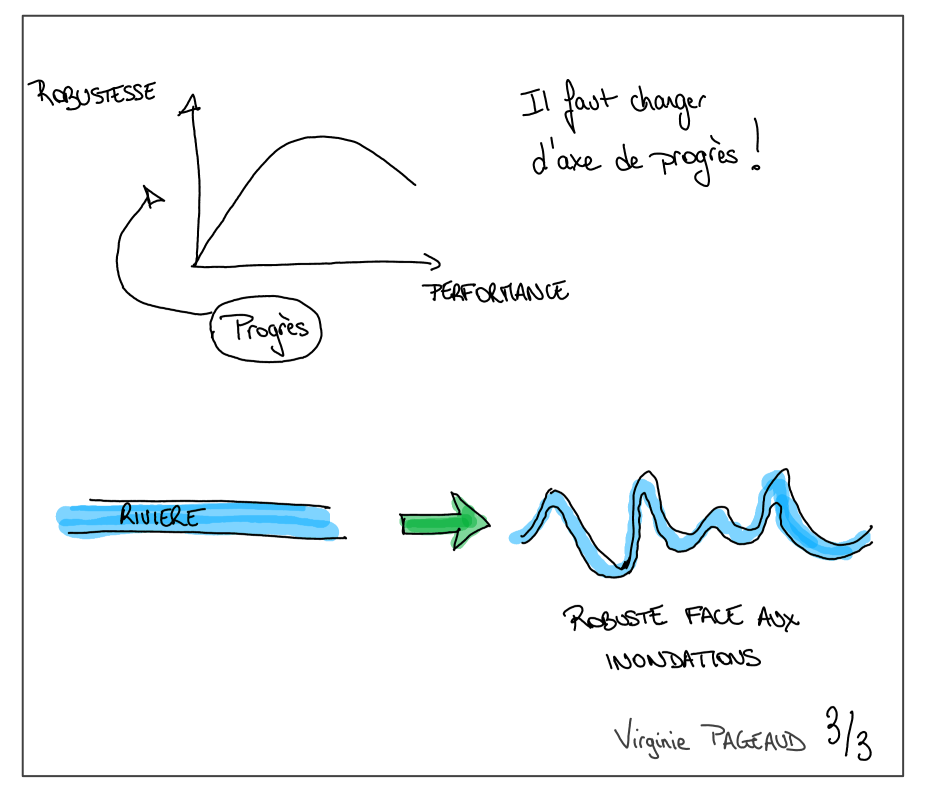 ROBUSTESSE
Il faut changer
d'axe de progrès !
PERFORMANCE
Progrès
RIVIERE
ROBUSTE FACE AUX
INONDATIONS
Virginie PAGEAUD 3/3